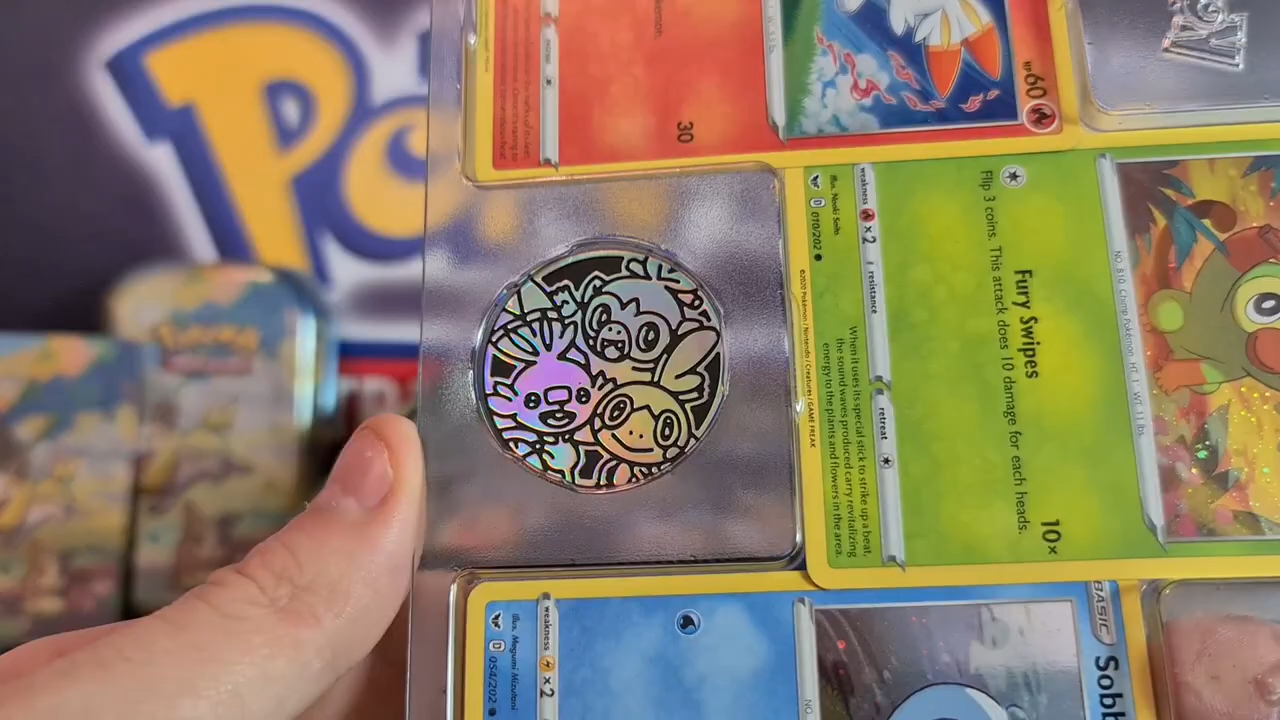 Po
30
HP60
Fury Swipes
10×
Flip 3 coins. This attack does 10 damage for each heads.
NO. 810 Chimp Pokémon HT. 1' WT. 11 lbs.
weakness ×2
resistance
retreat
Illus. Naoki Saito
D 010/202
When it uses its special stick to strike up a beat,
the sound waves produced carry revitalizing
energy to the plants and flowers in the area.
©2020 Pokémon / Nintendo / Creatures / GAME FREAK
BASIC
Sobb
NO.
weakness ×2
Illus. Megumi Mizutani
D 054/202